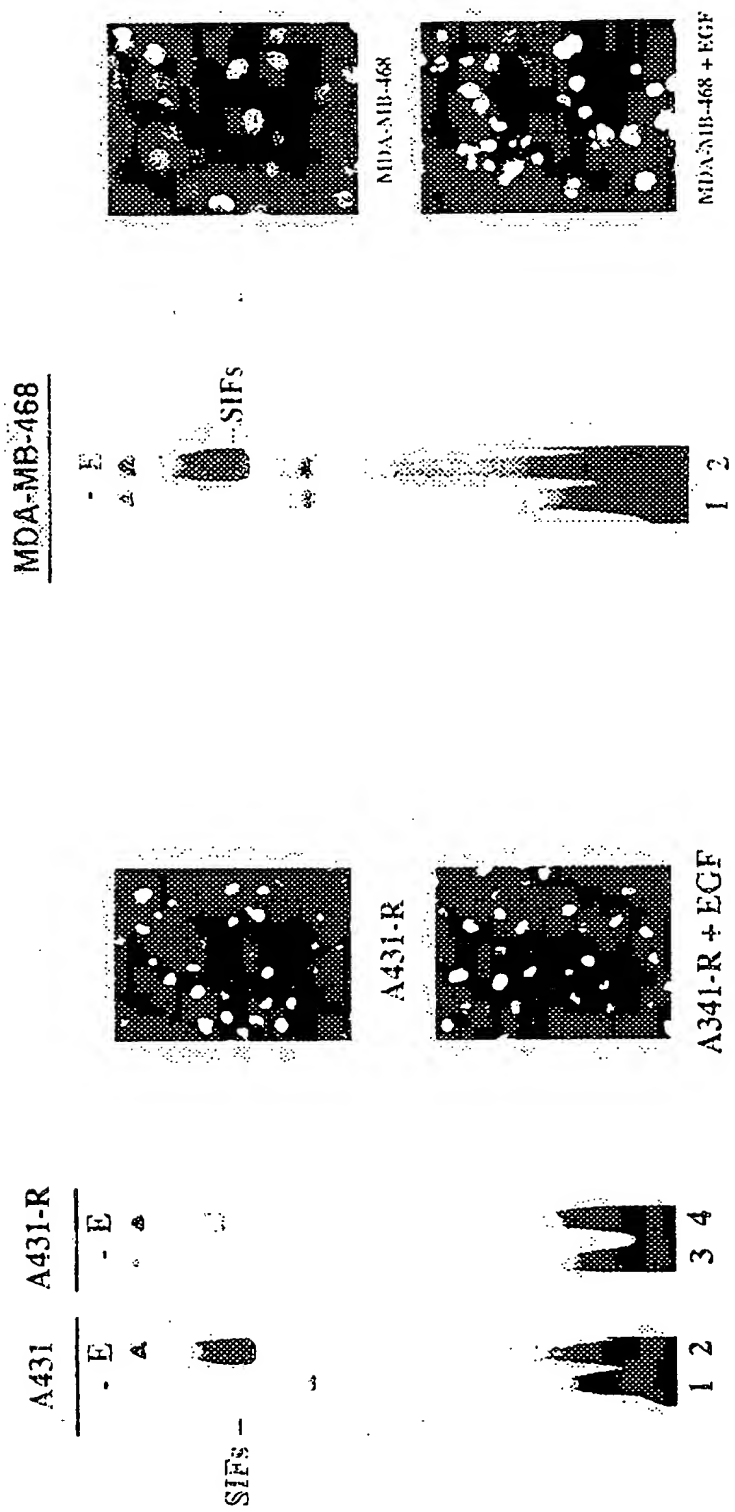 A431
A431-R
- E
- E
SIFs –
1 2
3 4
A431-R
A341-R + EGF
MDA-MB-468
- E
SIFs
1 2
MDA-MB-468
MDA-MB-468 + EGF